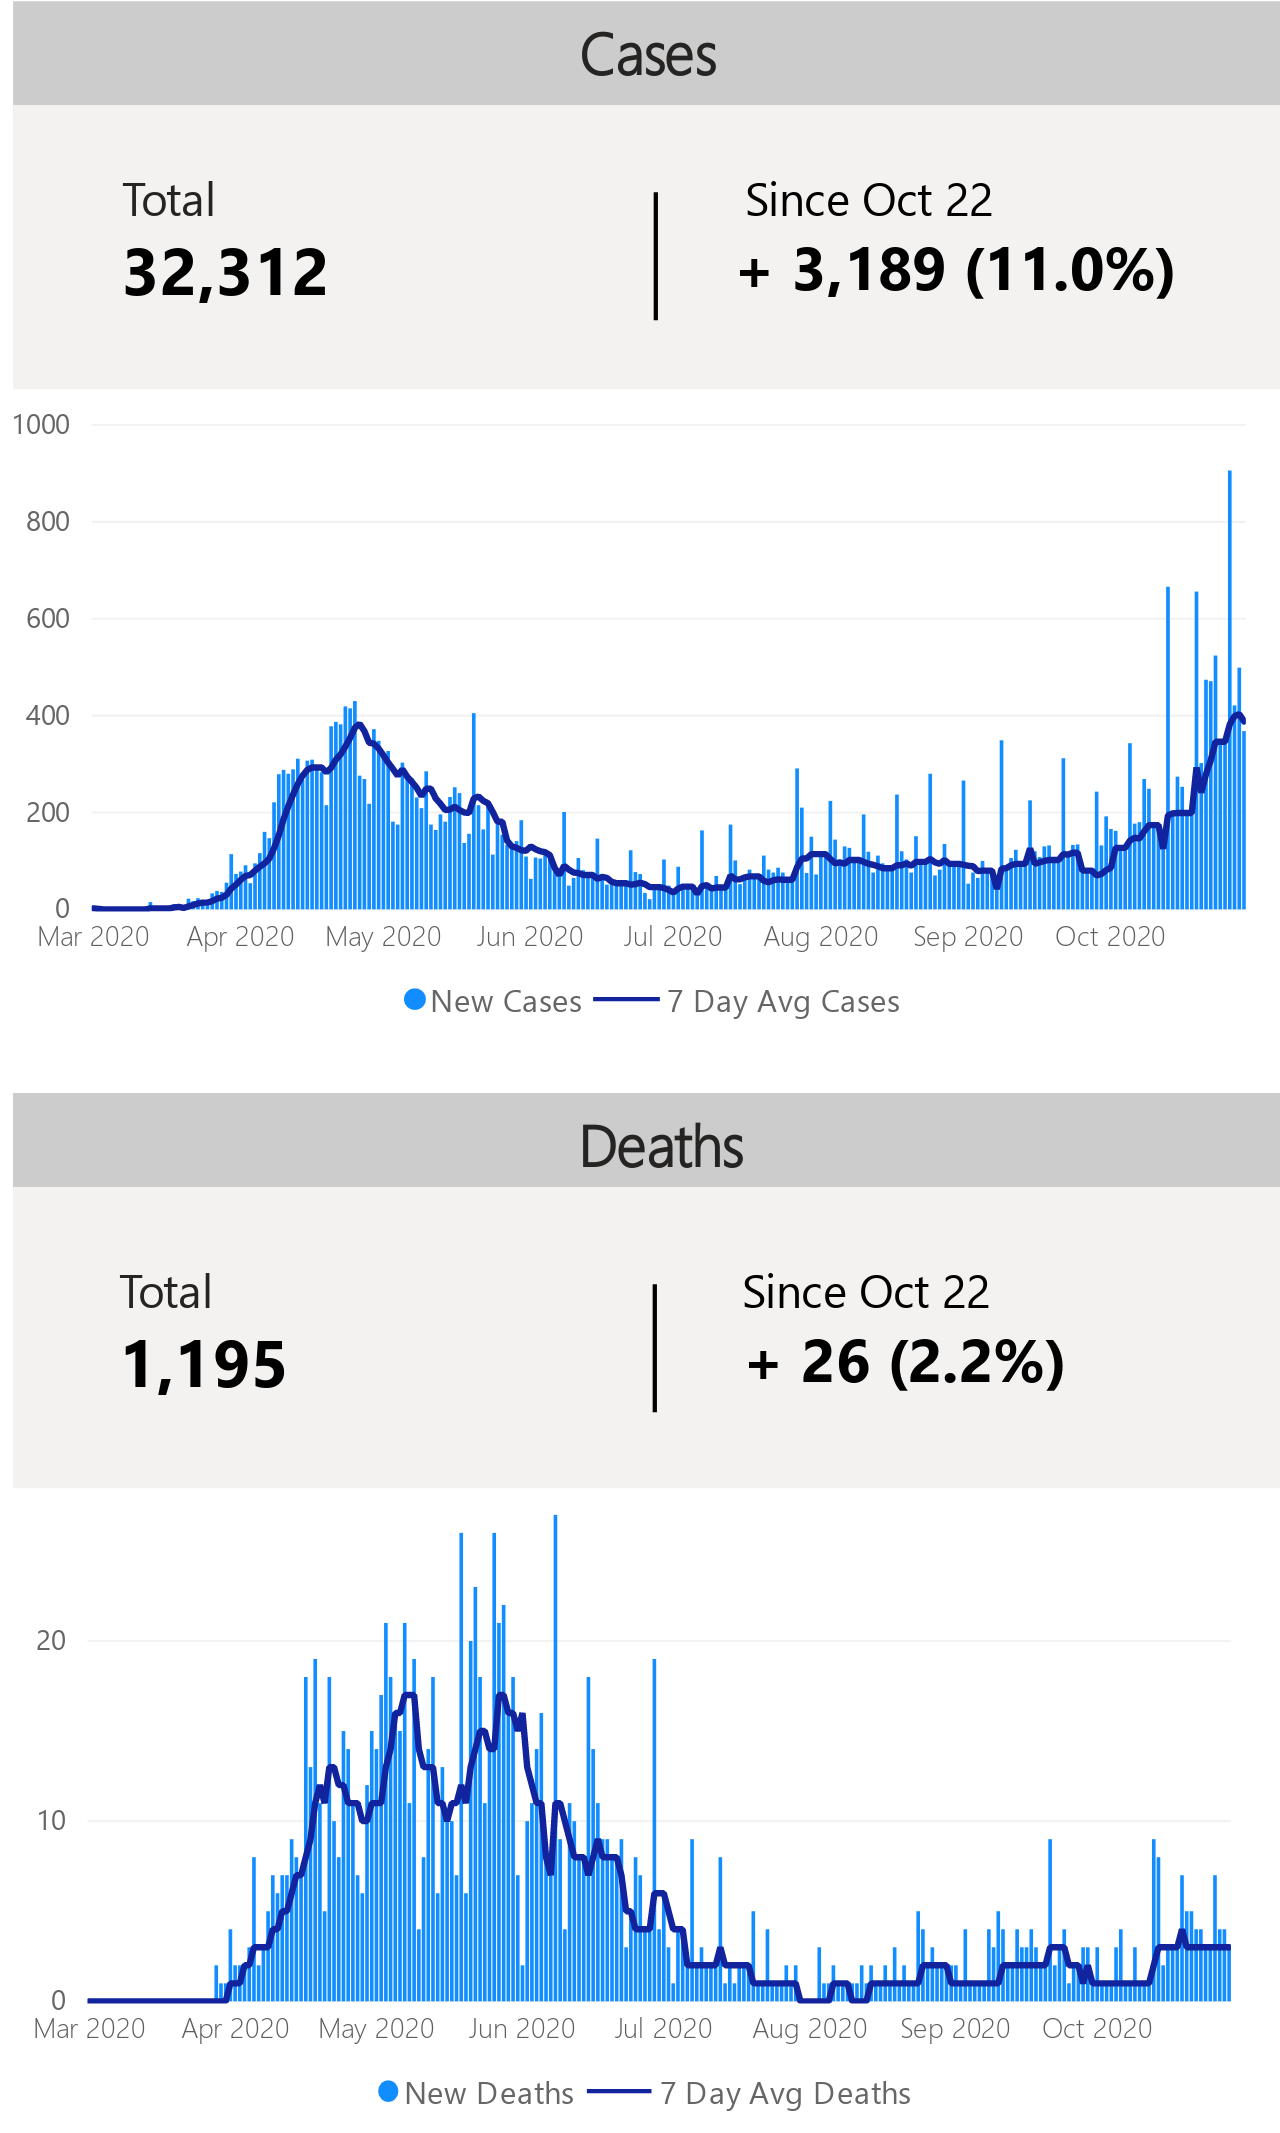 Cases
Total
Since Oct 22
32,312
+ 3,189 (11.0%)
1000
800
600
400
200
0
Mar 2020 Apr 2020 May 2020 Jun 2020 Jul 2020 Aug 2020 Sep 2020 Oct 2020
New Cases 7 Day Avg Cases
Deaths
Total
Since Oct 22
1,195
+ 26 (2.2%)
20
10
0
Mar 2020 Apr 2020 May 2020 Jun 2020 Jul 2020 Aug 2020 Sep 2020 Oct 2020
New Deaths 7 Day Avg Deaths